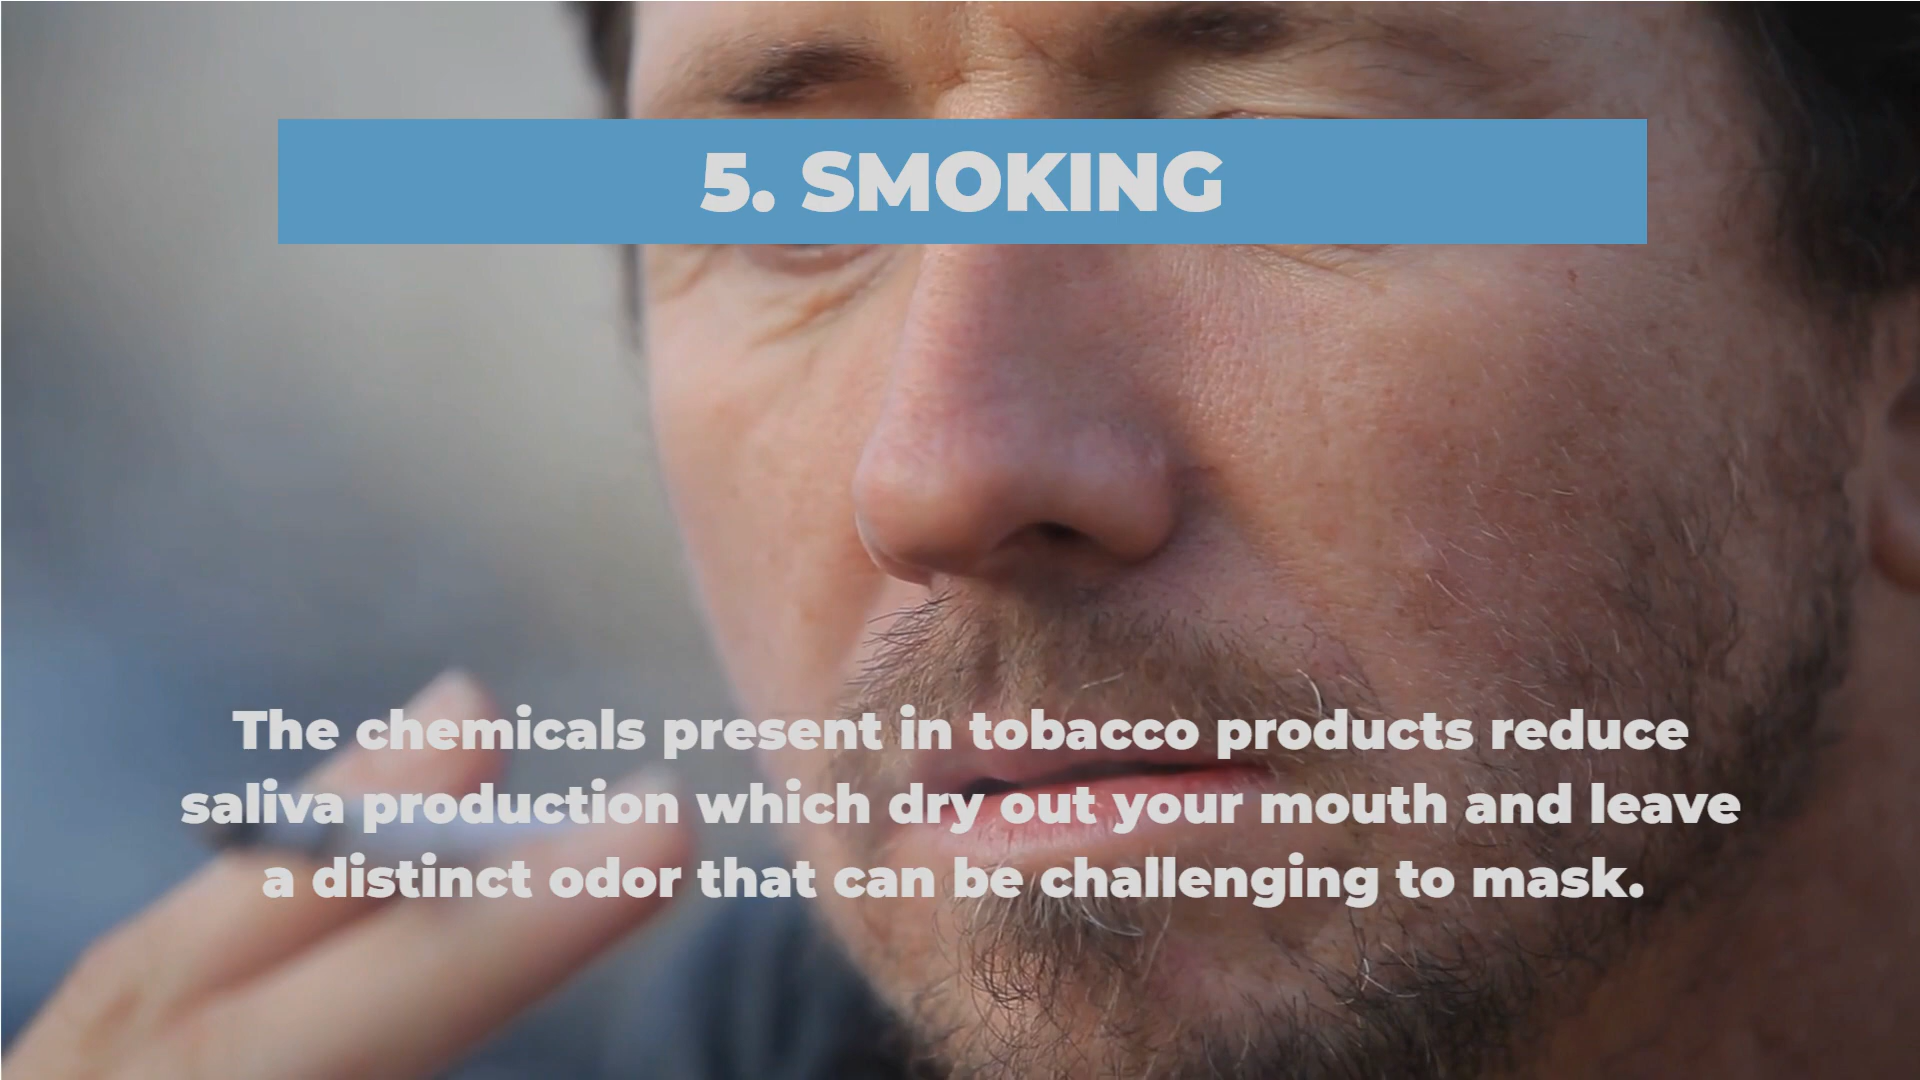 5. SMOKING
The chemicals present in tobacco products reduce
saliva production which dry out your mouth and leave
a distinct odor that can be challenging to mask.